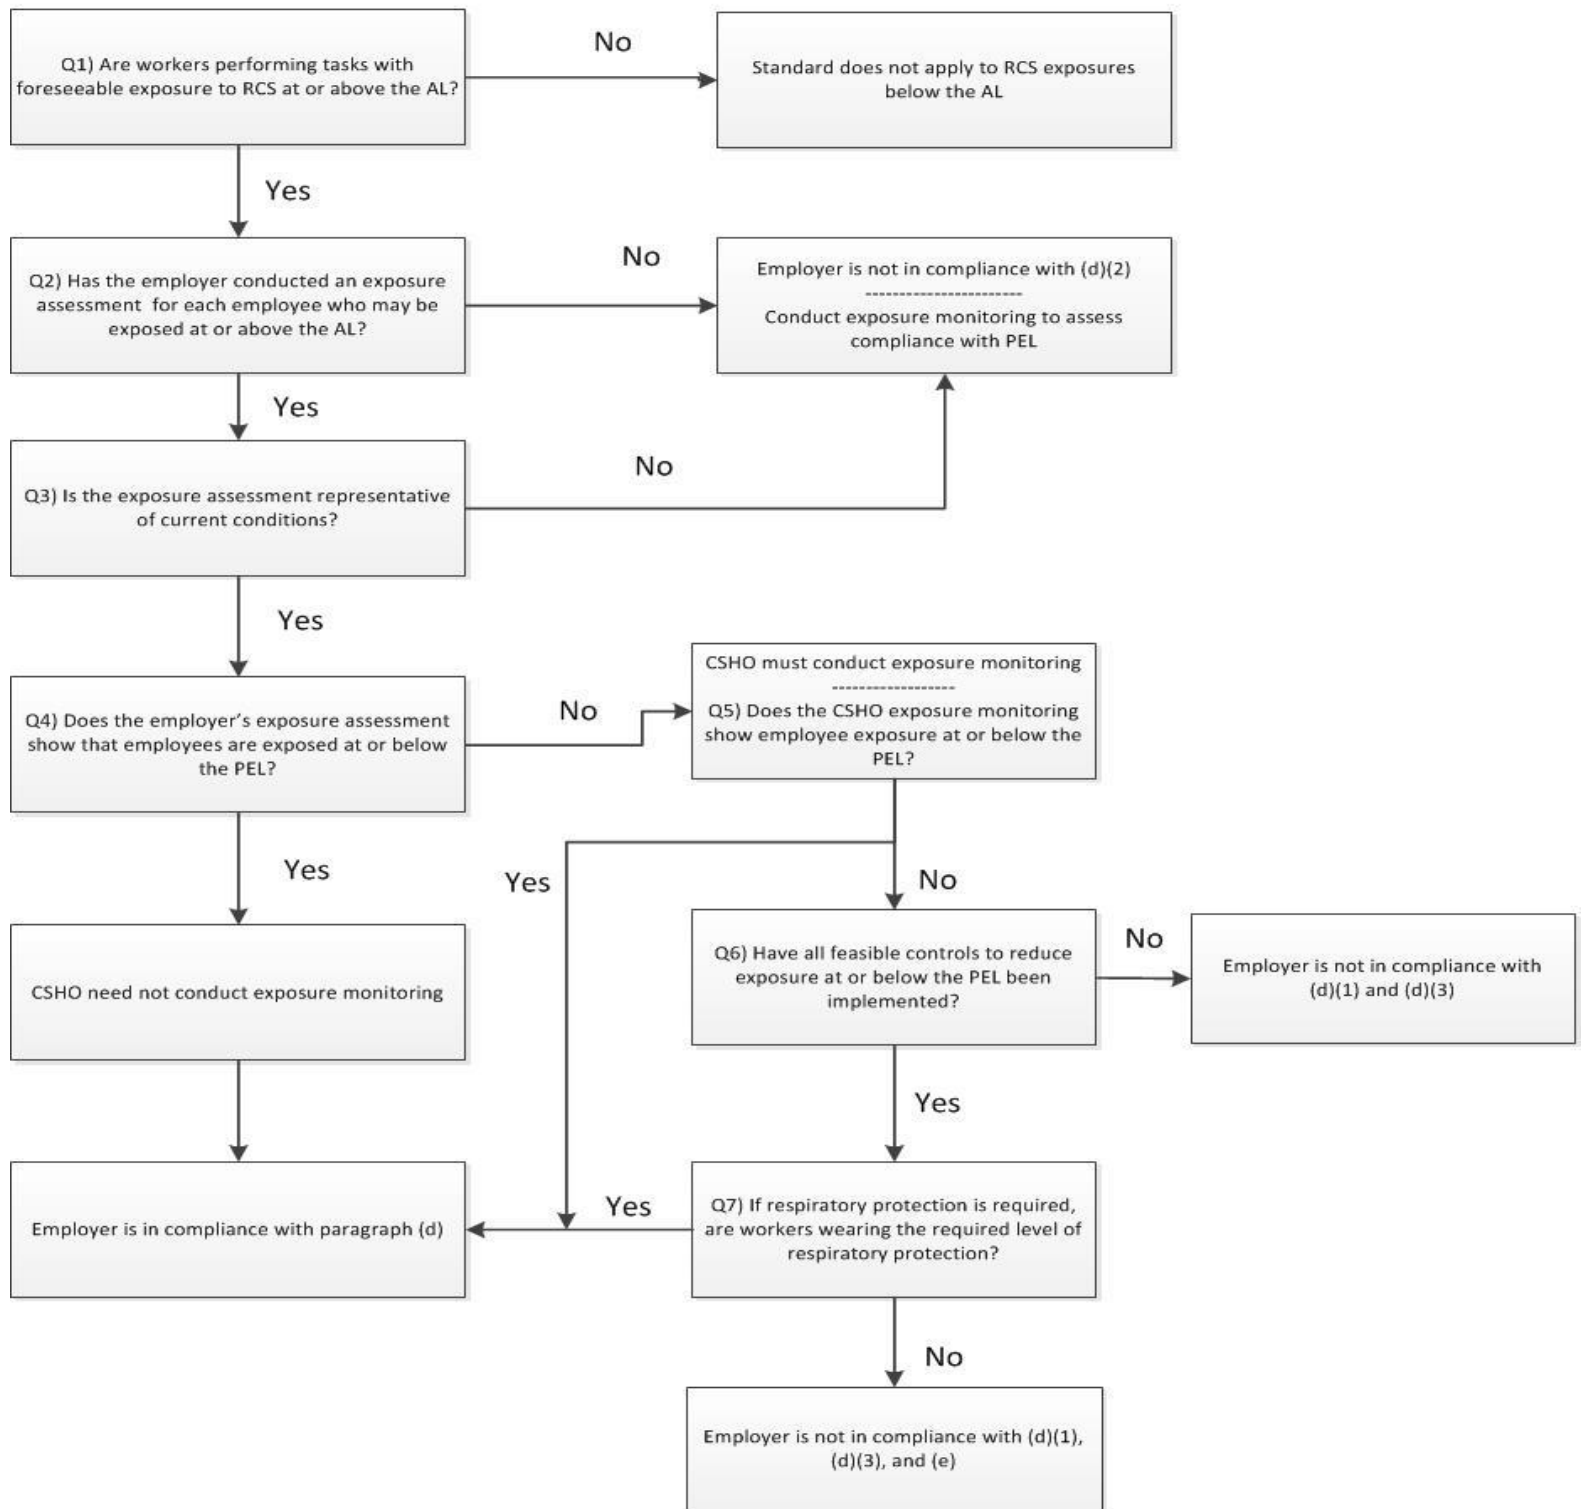 Q1) Are workers performing tasks with
foreseeable exposure to RCS at or above the AL?
No
Standard does not apply to RCS exposures
below the AL
Yes
Q2) Has the employer conducted an exposure
assessment for each employee who may be
exposed at or above the AL?
No
Employer is not in compliance with (d)(2)
-----------------------
Conduct exposure monitoring to assess
compliance with PEL
Yes
Q3) Is the exposure assessment representative
of current conditions?
No
Yes
Q4) Does the employer’s exposure assessment
show that employees are exposed at or below
the PEL?
No
CSHO must conduct exposure monitoring
------------------
Q5) Does the CSHO exposure monitoring
show employee exposure at or below the
PEL?
Yes
Yes
No
CSHO need not conduct exposure monitoring
Q6) Have all feasible controls to reduce
exposure at or below the PEL been
implemented?
No
Employer is not in compliance with
(d)(1) and (d)(3)
Yes
Employer is in compliance with paragraph (d)
Yes
Q7) If respiratory protection is required,
are workers wearing the required level of
respiratory protection?
No
Employer is not in compliance with (d)(1),
(d)(3), and (e)